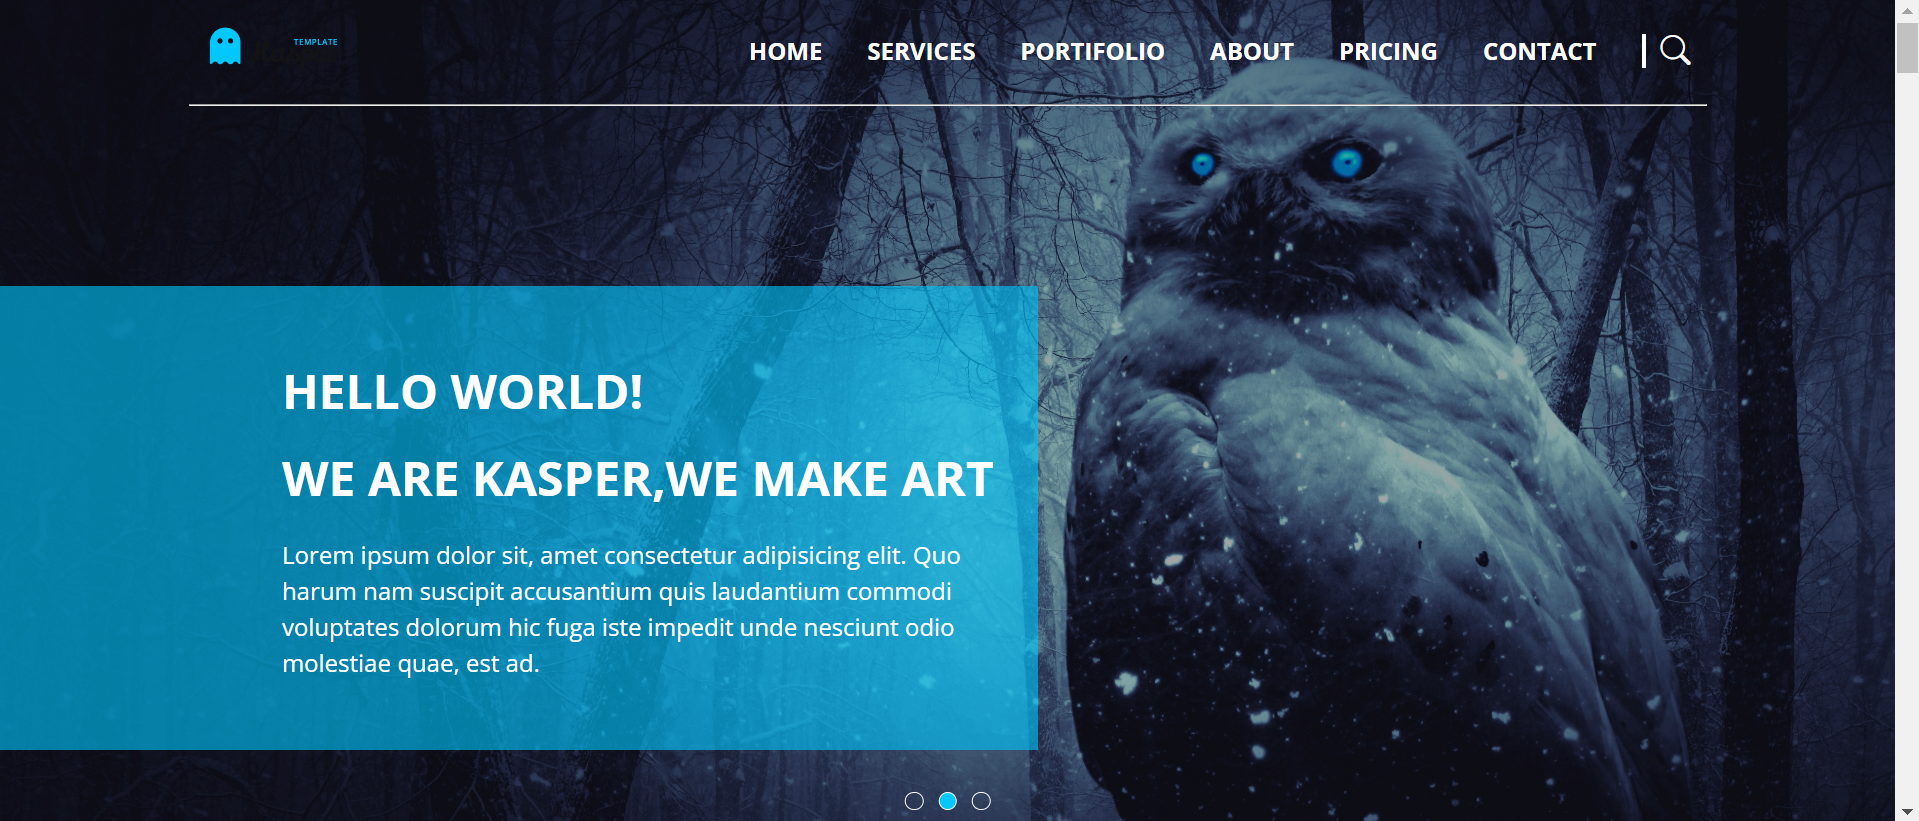 TEMPLATE
HOME SERVICES PORTIFOLIO ABOUT PRICING CONTACT
HELLO WORLD!
WE ARE KASPER,WE MAKE ART
Lorem ipsum dolor sit, amet consectetur adipisicing elit. Quo
harum nam suscipit accusantium quis laudantium commodi
voluptates dolorum hic fuga iste impedit unde nesciunt odio
molestiae quae, est ad.